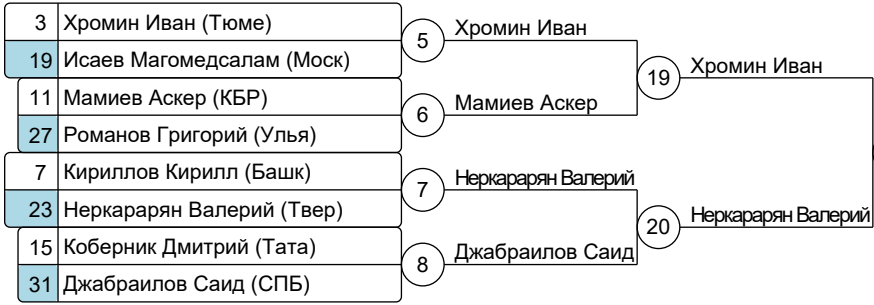 3 Хромин Иван (Тюме)
19 Исаев Магомедсалам (Моск)
5 Хромин Иван
11 Мамиев Аскер (КБР)
27 Романов Григорий (Улья)
6 Мамиев Аскер
19 Хромин Иван
7 Кириллов Кирилл (Башк)
23 Неркарарян Валерий (Твер)
7 Неркарарян Валерий
15 Коберник Дмитрий (Тата)
31 Джабраилов Саид (СПБ)
8 Джабраилов Саид
20 Неркарарян Валерий